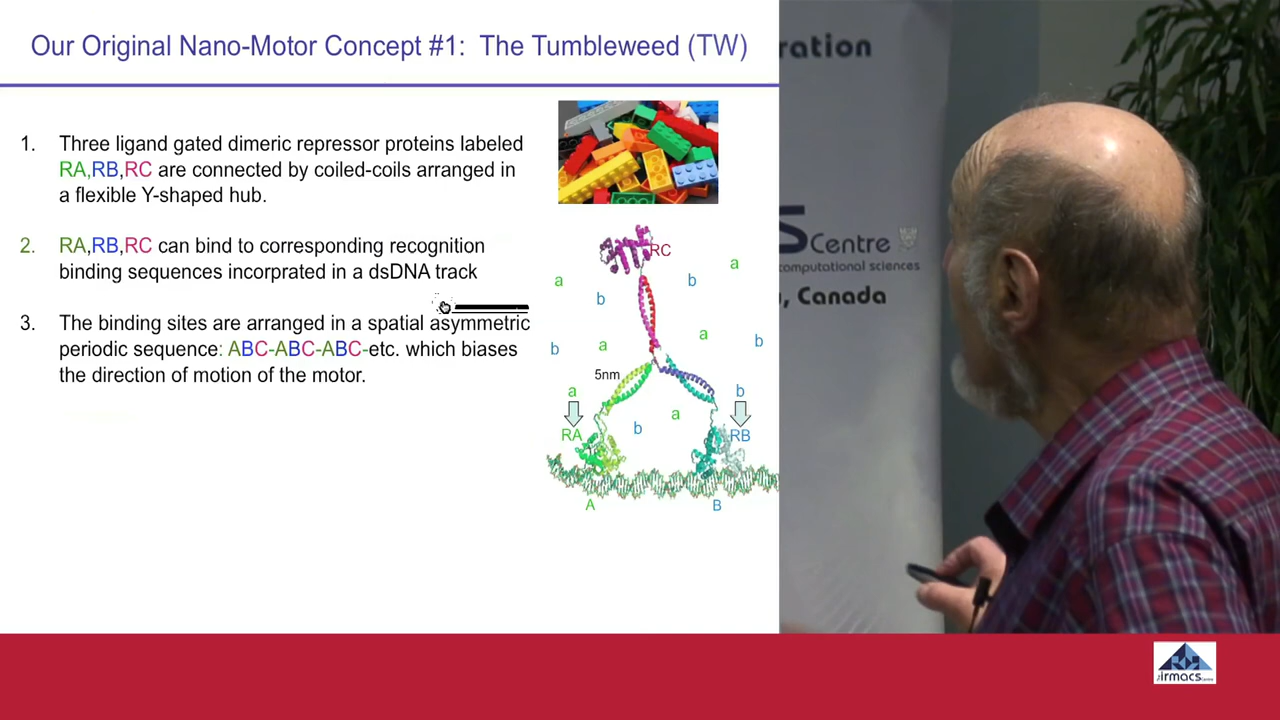 Our Original Nano-Motor Concept #1: The Tumbleweed (TW)
1. Three ligand gated dimeric repressor proteins labeled
RA,RB,RC are connected by coiled-coils arranged in
a flexible Y-shaped hub.
2. RA,RB,RC can bind to corresponding recognition
binding sequences incorprated in a dsDNA track
3. The binding sites are arranged in a spatial asymmetric
periodic sequence: ABC-ABC-ABC-etc. which biases
the direction of motion of the motor.
RC
a
a
b
b
a
a
b
b
5nm
a
b
a
b
RA
RB
A
B
ration
S Centre
computational sciences
, Canada
irmacs